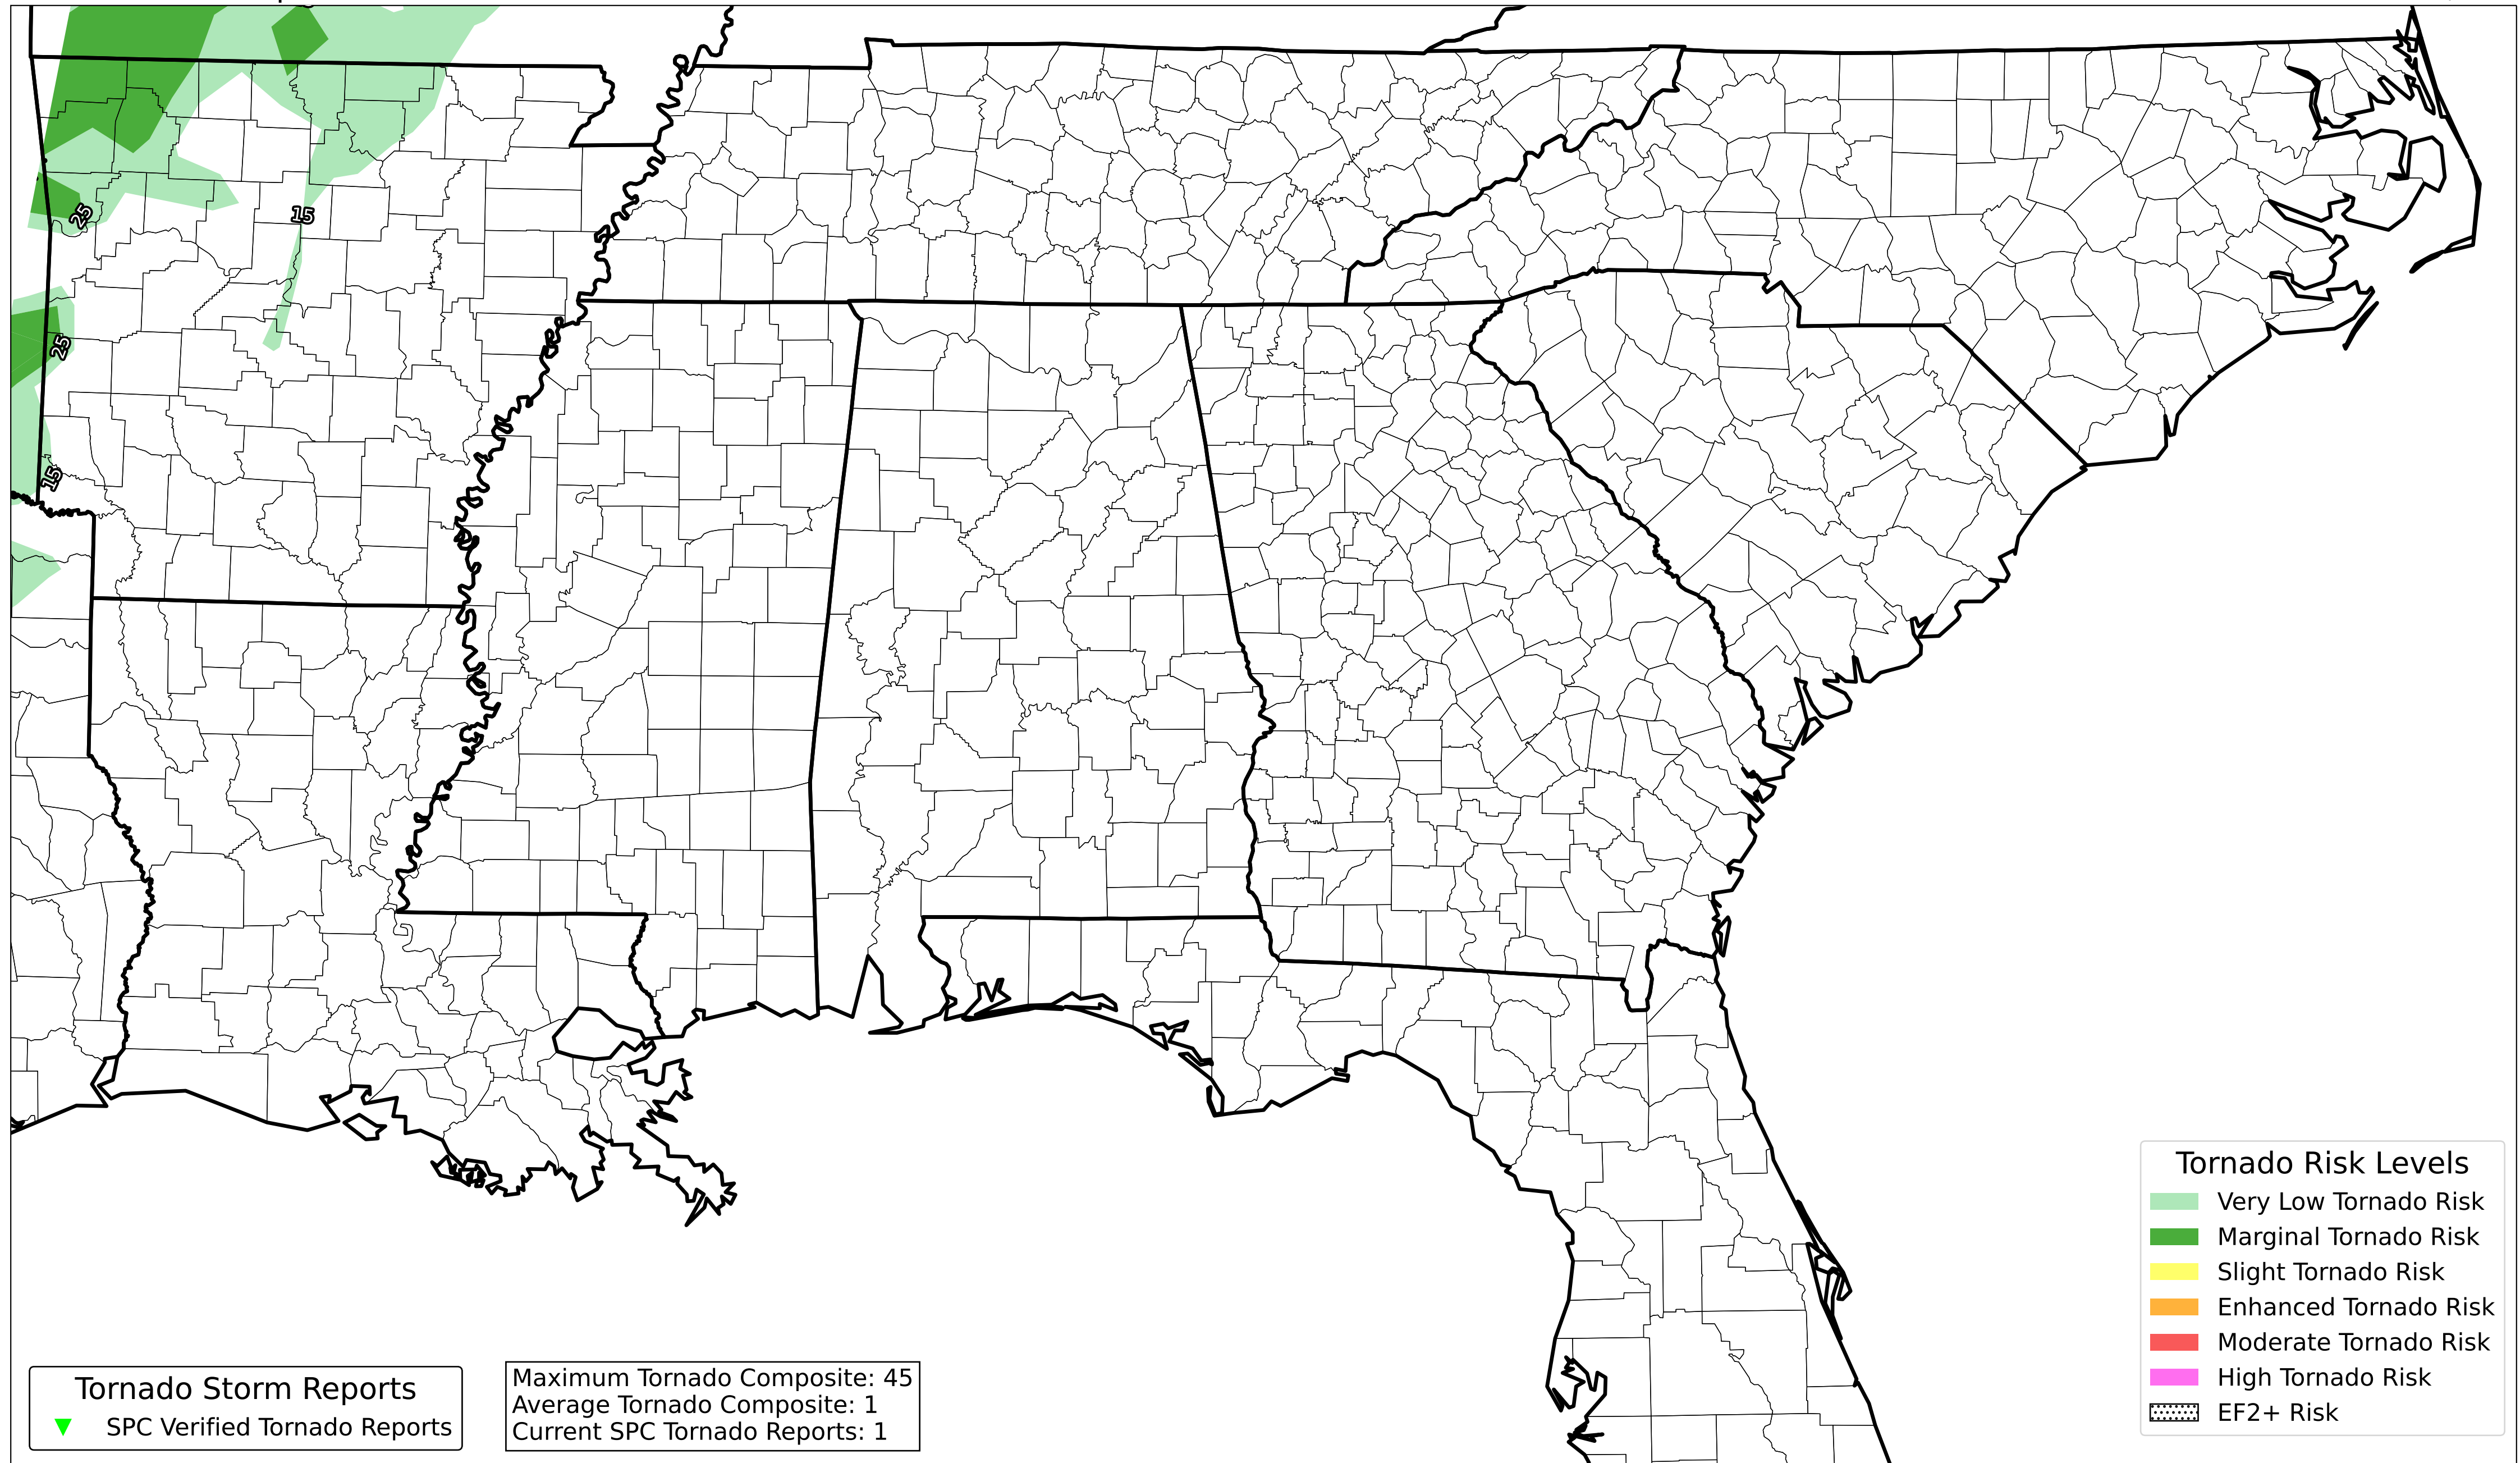 25
15
25
15
Tornado Risk Levels
Very Low Tornado Risk
Marginal Tornado Risk
Slight Tornado Risk
Enhanced Tornado Risk
Moderate Tornado Risk
High Tornado Risk
EF2+ Risk
Tornado Storm Reports
SPC Verified Tornado Reports
Maximum Tornado Composite: 45
Average Tornado Composite: 1
Current SPC Tornado Reports: 1